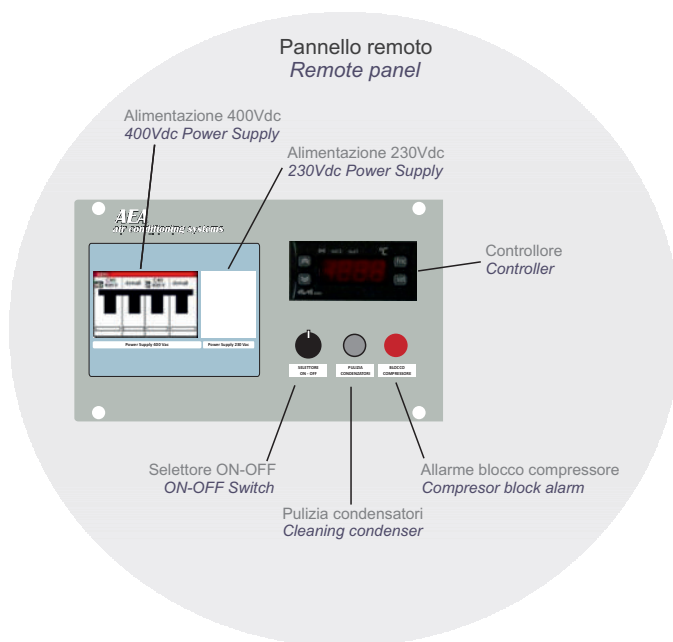 Pannello remoto
Remote panel
Alimentazione 400Vdc
400Vdc Power Supply
Alimentazione 230Vdc
230Vdc Power Supply
AEA
air conditioning systems
°C
Controllore
Controller
Power Supply 400 Vac
Power Supply 230 Vac
SELETTORE
ON - OFF
PULIZIA
CONDENZATORI
BLOCCO
COMPRESSORE
Selettore ON-OFF
ON-OFF Switch
Allarme blocco compressore
Compresor block alarm
Pulizia condensatori
Cleaning condenser